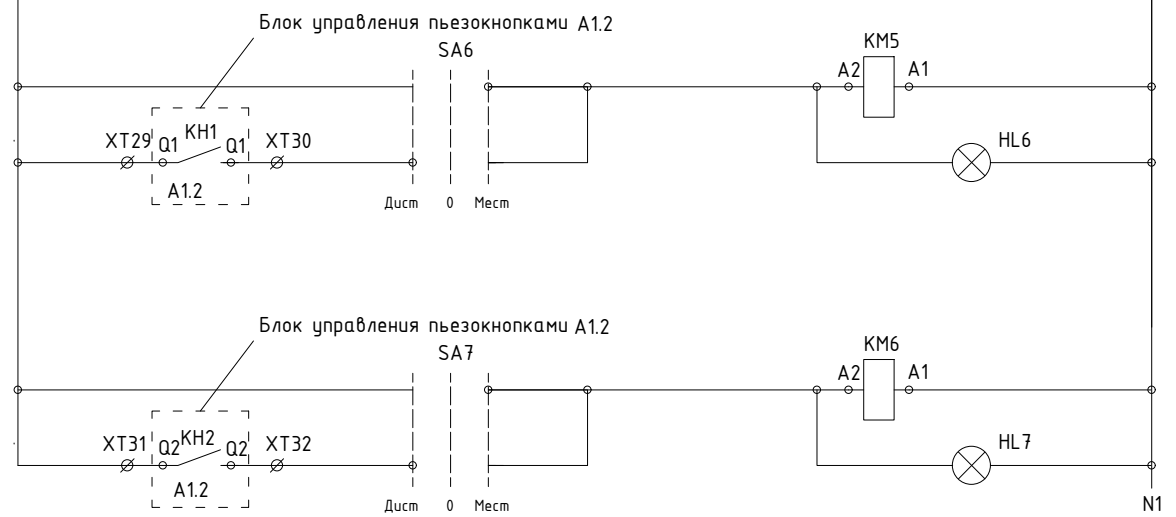 Блок управления пьезокнопками А1.2
SA6
KM5
A2
A1
XT29
Q1
KH1
Q1
XT30
HL6
A1.2
Дист 0 Мест
Блок управления пьезокнопками А1.2
SA7
KM6
A2
A1
XT31
Q2
KH2
Q2
XT32
HL7
A1.2
Дист 0 Мест
N1